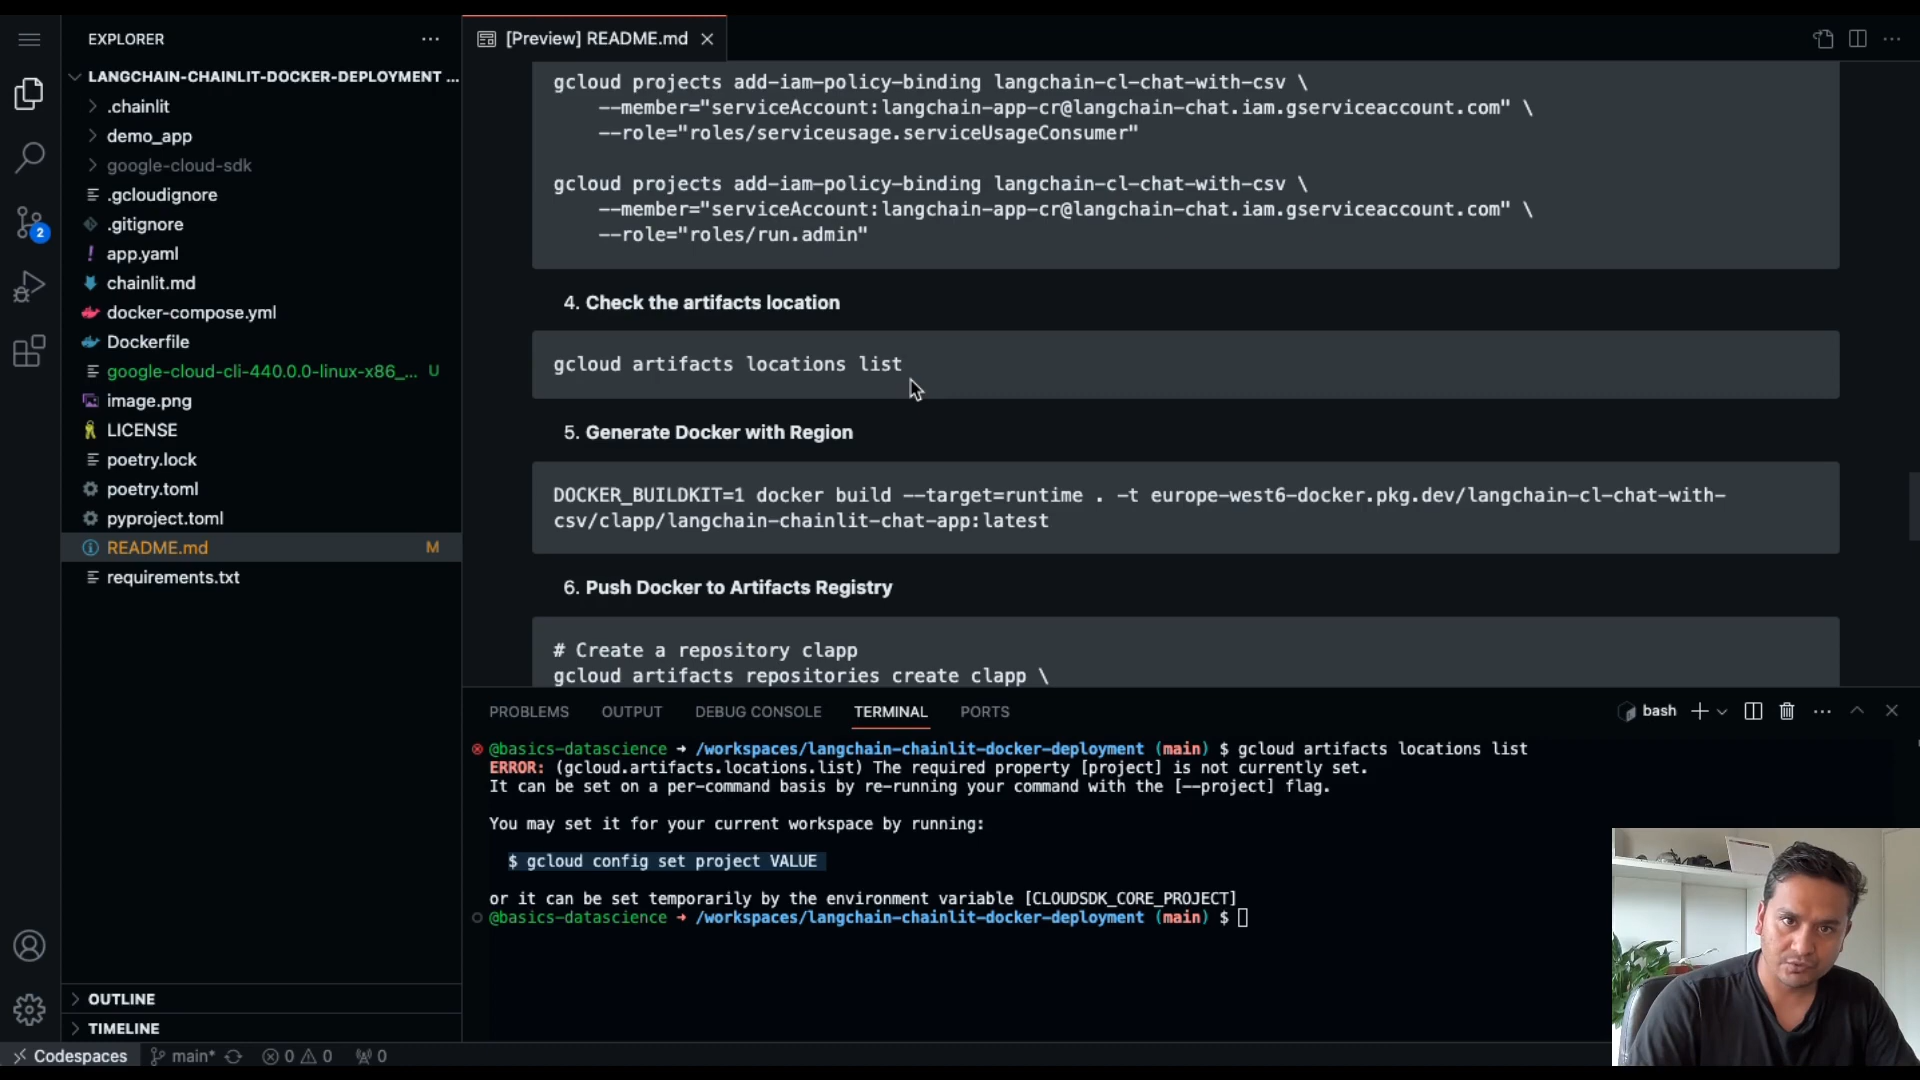 EXPLORER
LANGCHAIN-CHAINLIT-DOCKER-DEPLOYMENT ...
.chainlit
demo_app
google-cloud-sdk
.gcloudignore
.gitignore
app.yaml
chainlit.md
docker-compose.yml
Dockerfile
google-cloud-cli-440.0.0-linux-x86_... U
image.png
LICENSE
poetry.lock
poetry.toml
pyproject.toml
README.md M
requirements.txt
OUTLINE
TIMELINE
2
[Preview] README.md
gcloud projects add-iam-policy-binding langchain-cl-chat-with-csv \
--member="serviceAccount:langchain-app-cr@langchain-chat.iam.gserviceaccount.com" \
--role="roles/serviceusage.serviceUsageConsumer"
gcloud projects add-iam-policy-binding langchain-cl-chat-with-csv \
--member="serviceAccount:langchain-app-cr@langchain-chat.iam.gserviceaccount.com" \
--role="roles/run.admin"
4. Check the artifacts location
gcloud artifacts locations list
5. Generate Docker with Region
DOCKER_BUILDKIT=1 docker build --target=runtime . -t europe-west6-docker.pkg.dev/langchain-cl-chat-with-
csv/clapp/langchain-chainlit-chat-app:latest
6. Push Docker to Artifacts Registry
# Create a repository clapp
gcloud artifacts repositories create clapp \
PROBLEMS OUTPUT DEBUG CONSOLE TERMINAL PORTS
bash
@basics-datascience ➜ /workspaces/langchain-chainlit-docker-deployment (main) $ gcloud artifacts locations list
ERROR: (gcloud.artifacts.locations.list) The required property [project] is not currently set.
It can be set on a per-command basis by re-running your command with the [--project] flag.
You may set it for your current workspace by running:
$ gcloud config set project VALUE
or it can be set temporarily by the environment variable [CLOUDSDK_CORE_PROJECT]
@basics-datascience ➜ /workspaces/langchain-chainlit-docker-deployment (main) $
Codespaces main* 0 0 0